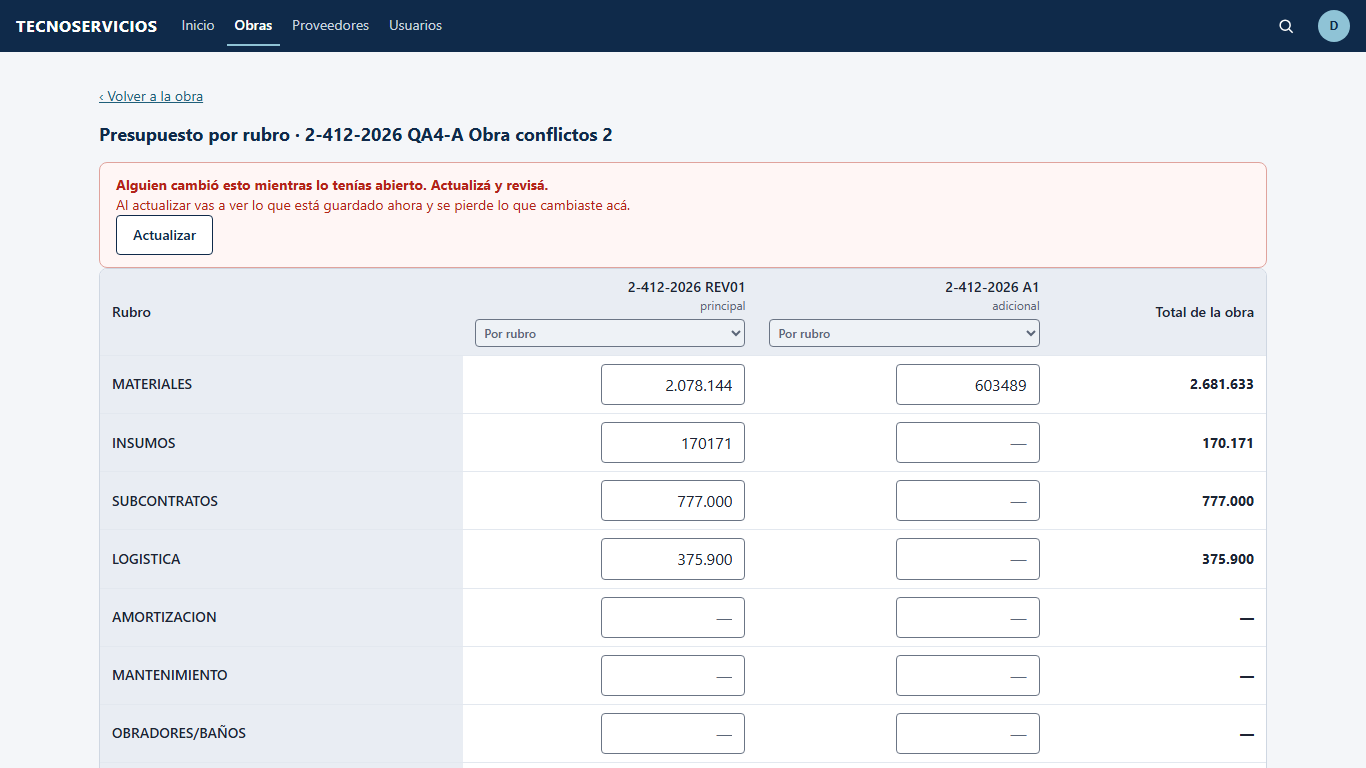 TECNOSERVICIOS Inicio Obras Proveedores Usuarios D
‹ Volver a la obra
Presupuesto por rubro · 2-412-2026 QA4-A Obra conflictos 2
Alguien cambió esto mientras lo tenías abierto. Actualizá y revisá.
Al actualizar vas a ver lo que está guardado ahora y se pierde lo que cambiaste acá.
Actualizar
Rubro 2-412-2026 REV01 2-412-2026 A1 Total de la obra
principal adicional
Por rubro Por rubro
MATERIALES 2.078.144 603489 2.681.633
INSUMOS 170171 — 170.171
SUBCONTRATOS 777.000 — 777.000
LOGISTICA 375.900 — 375.900
AMORTIZACION — — —
MANTENIMIENTO — — —
OBRADORES/BAÑOS — — —